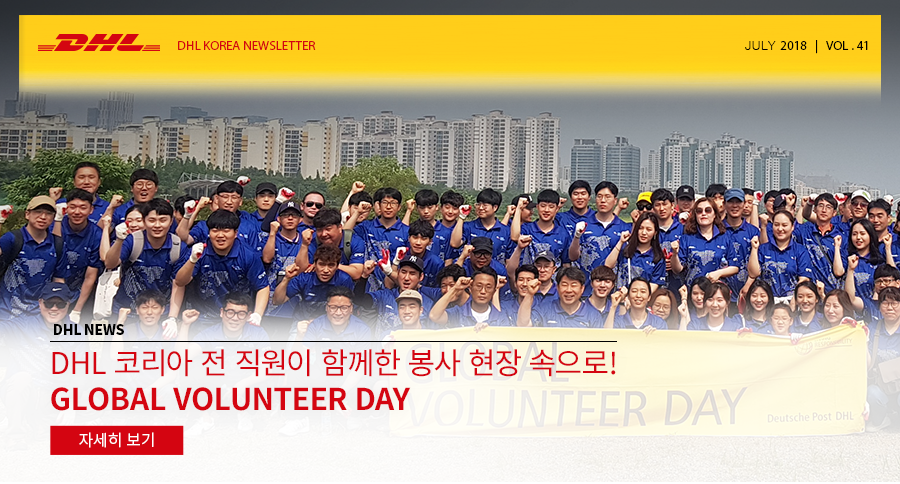 DHL
DHL KOREA NEWSLETTER
JULY 2018 | VOL . 41
DHL NEWS
DHL 코리아 전 직원이 함께한 봉사 현장 속으로!
GLOBAL VOLUNTEER DAY
자세히 보기
GLOBAL
VOLUNTEER DAY
Deutsche Post DHL